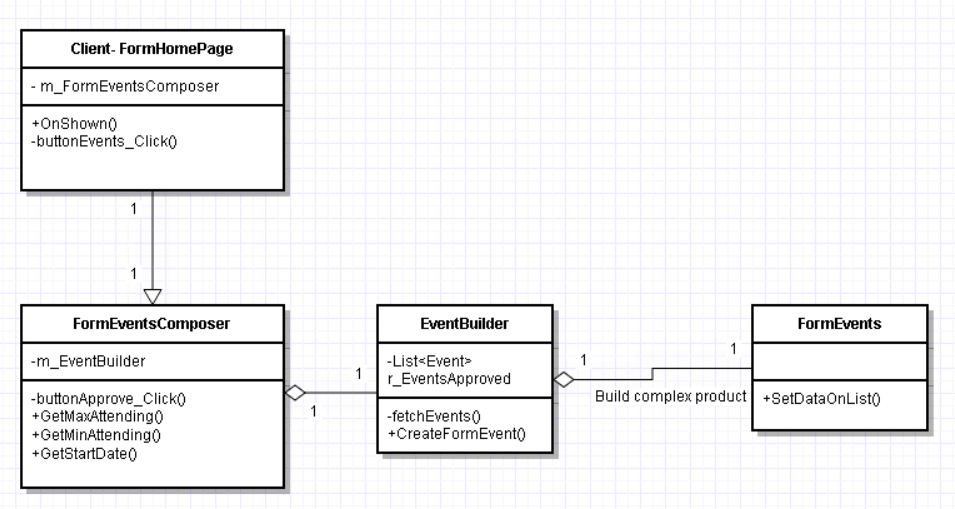 Client- FormHomePage
- m_FormEventsComposer
+OnShown()
-buttonEvents_Click()
1
1
FormEventsComposer
-m_EventBuilder
-buttonApprove_Click()
+GetMaxAttending()
+GetMinAttending()
+GetStartDate()
1
1
EventBuilder
-List<Event>
r_EventsApproved
-fetchEvents()
+CreateFormEvent()
1
1
Build complex product
FormEvents
+SetDataOnList()